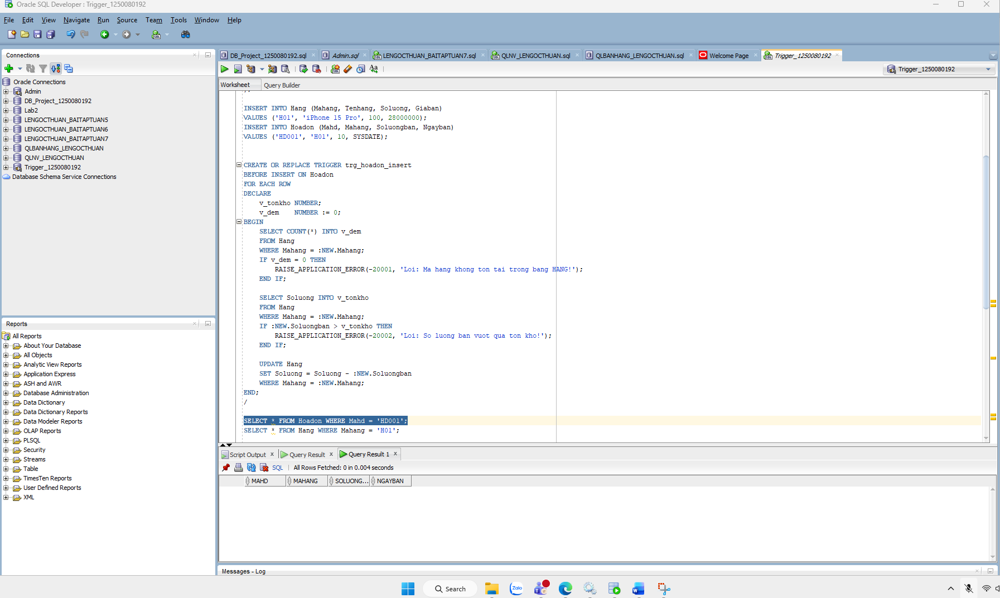 Oracle SQL Developer : Trigger_1250080192
File Edit View Navigate Run Source Team Tools Window Help
Connections
Oracle Connections
Admin
DB_Project_1250080192
Lab2
LENGOCTHUAN_BAITAPTUAN5
LENGOCTHUAN_BAITAPTUAN6
LENGOCTHUAN_BAITAPTUAN7
QLBANHANG_LENGOCTHUAN
QLNV_LENGOCTHUAN
Trigger_1250080192
Database Schema Service Connections
Reports
All Reports
About Your Database
All Objects
Analytic View Reports
Application Express
ASH and AWR
Database Administration
Data Dictionary
Data Dictionary Reports
Data Modeler Reports
OLAP Reports
PLSQL
Security
Streams
Table
TimesTen Reports
User Defined Reports
XML
DB_Project_1250080192.sql Admin.sql LENGOCTHUAN_BAITAPTUAN7.sql QLNV_LENGOCTHUAN.sql QLBANHANG_LENGOCTHUAN.sql Welcome Page Trigger_1250080192
Trigger_1250080192
Worksheet Query Builder
);
INSERT INTO Hang (Mahang, Tenhang, Soluong, Giaban)
VALUES ('H01', 'iPhone 15 Pro', 100, 28000000);
INSERT INTO Hoadon (Mahd, Mahang, Soluongban, Ngayban)
VALUES ('HD001', 'H01', 10, SYSDATE);
CREATE OR REPLACE TRIGGER trg_hoadon_insert
BEFORE INSERT ON Hoadon
FOR EACH ROW
DECLARE
v_tonkho NUMBER;
v_dem NUMBER := 0;
BEGIN
SELECT COUNT(*) INTO v_dem
FROM Hang
WHERE Mahang = :NEW.Mahang;
IF v_dem = 0 THEN
RAISE_APPLICATION_ERROR(-20001, 'Loi: Ma hang khong ton tai trong bang HANG!');
END IF;
SELECT Soluong INTO v_tonkho
FROM Hang
WHERE Mahang = :NEW.Mahang;
IF :NEW.Soluongban > v_tonkho THEN
RAISE_APPLICATION_ERROR(-20002, 'Loi: So luong ban vuot qua ton kho!');
END IF;
UPDATE Hang
SET Soluong = Soluong - :NEW.Soluongban
WHERE Mahang = :NEW.Mahang;
END;
/
SELECT * FROM Hoadon WHERE Mahd = 'HD001';
SELECT * FROM Hang WHERE Mahang = 'H01';
Script Output Query Result Query Result 1
SQL All Rows Fetched: 0 in 0.004 seconds
MAHD MAHANG SOLUONG... NGAYBAN
Messages - Log
Search
Zalo